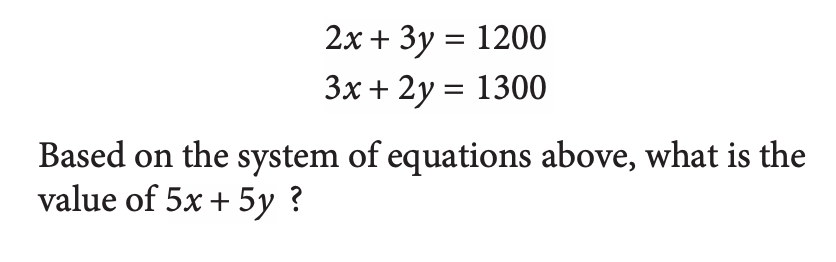 2x + 3y = 1200
3x + 2y = 1300
Based on the system of equations above, what is the
value of 5x + 5y ?